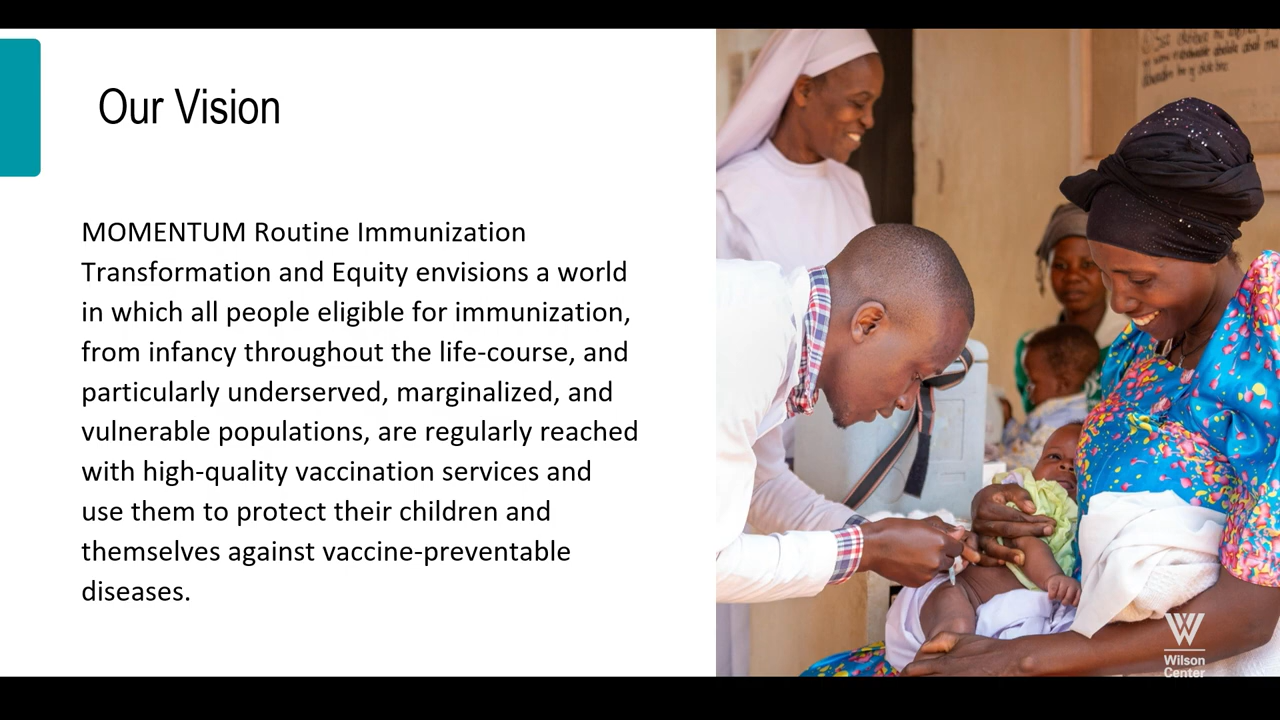 Our Vision
MOMENTUM Routine Immunization
Transformation and Equity envisions a world
in which all people eligible for immunization,
from infancy throughout the life-course, and
particularly underserved, marginalized, and
vulnerable populations, are regularly reached
with high-quality vaccination services and
use them to protect their children and
themselves against vaccine-preventable
diseases.
Wilson
Center